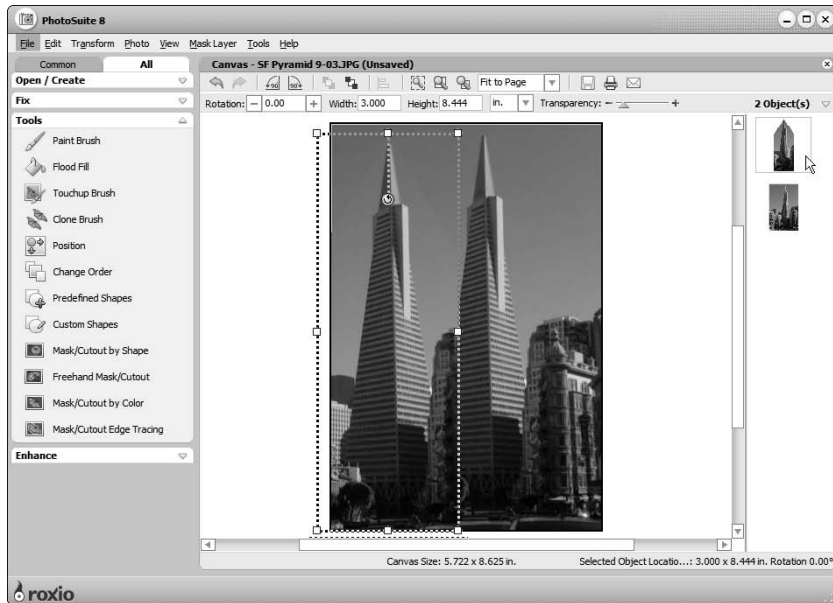 PhotoSuite 8
File Edit Transform Photo View Mask Layer Tools Help
Common All
Canvas - SF Pyramid 9-03.JPG (Unsaved)
Open / Create
Fit to Page
Fix
Rotation: 0.00 Width: 3.000 Height: 8.444 in. Transparency:
2 Object(s)
Tools
Paint Brush
Flood Fill
Touchup Brush
Clone Brush
Position
Change Order
Predefined Shapes
Custom Shapes
Mask/Cutout by Shape
Freehand Mask/Cutout
Mask/Cutout by Color
Mask/Cutout Edge Tracing
Enhance
Canvas Size: 5.722 x 8.625 in. Selected Object Locatio...: 3.000 x 8.444 in. Rotation 0.00°
roxio